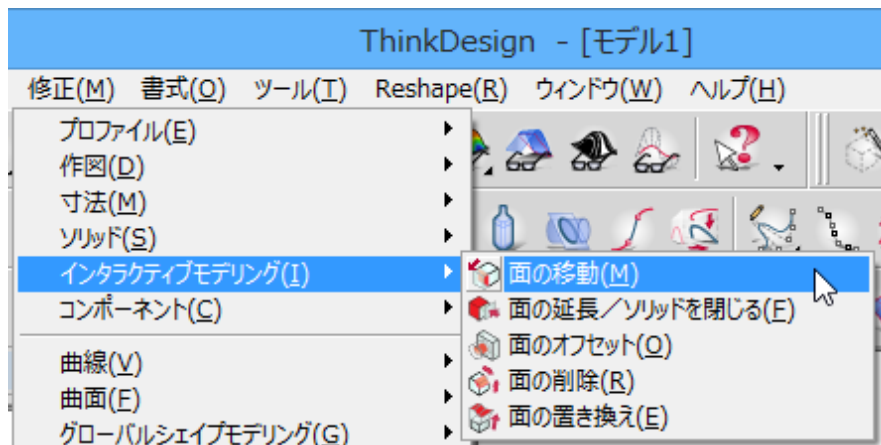 ThinkDesign - [モデル1]
修正(M) 書式(O) ツール(T) Reshape(R) ウィンドウ(W) ヘルプ(H)
プロファイル(E)
作図(D)
寸法(M)
ソリッド(S)
インタラクティブモデリング(I)
コンポーネント(C)
曲線(V)
曲面(F)
グローバルシェイプモデリング(G)
面の移動(M)
面の延長／ソリッドを閉じる(F)
面のオフセット(O)
面の削除(R)
面の置き換え(E)